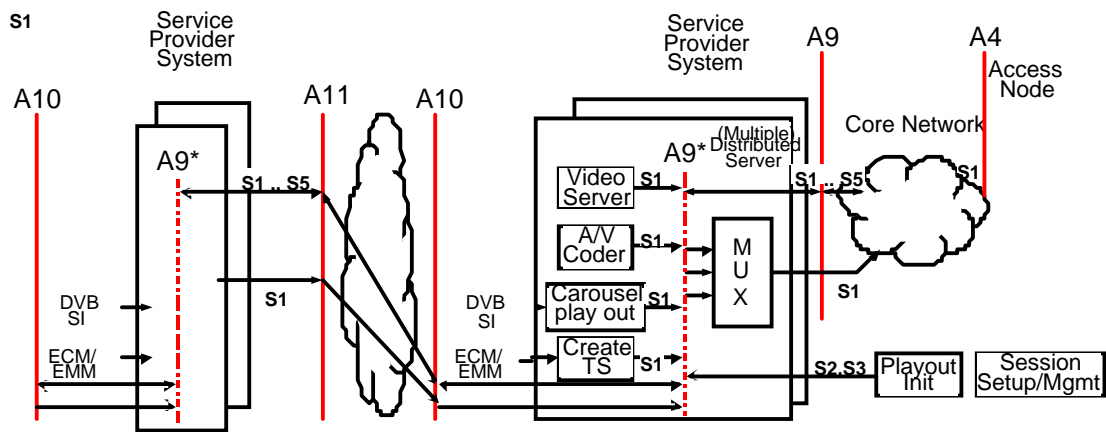 S1
Service
Provider
System
Service
Provider
System
A9
A4
Access
Node
A10
A11
A10
(Multiple)
Distributed
Server
Core Network
A9*
A9*
S1 .. S5
Video
Server
S1
S1 .. S5
S1
A/V
Coder
S1
M
U
X
S1
S1
DVB
SI
DVB
SI
Carousel
play out
S1
ECM/
EMM
ECM/
EMM
Create
TS
S1
S2,S3
Playout
Init
Session
Setup/Mgmt